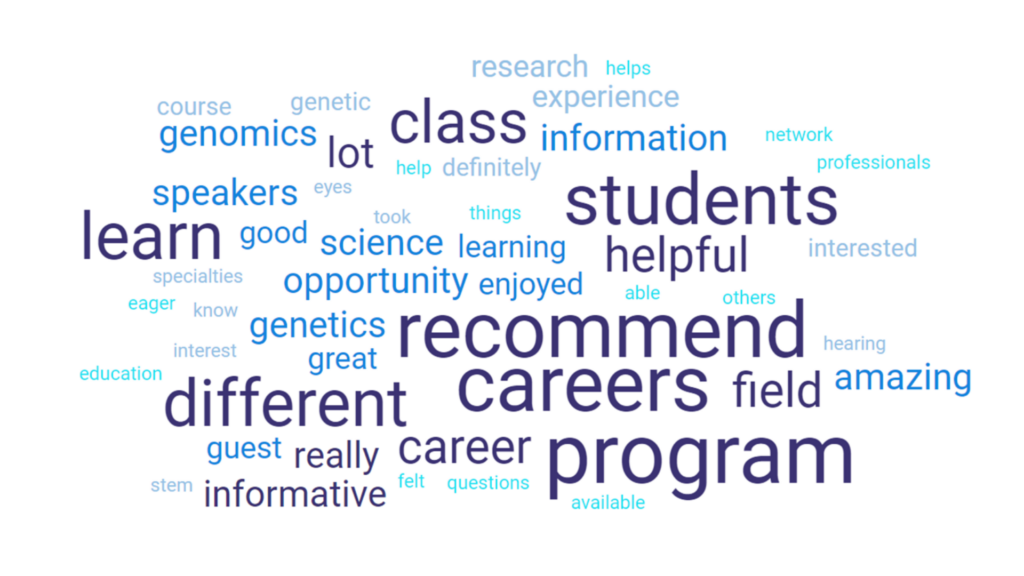 research helps
course genetic class experience
genomics lot information network
help definitely professionals
speakers eyes students
learn good took things
science learning helpful interested
specialties opportunity enjoyed
eager know able others
genetics recommend hearing
interest great
education careers field amazing
different
guest really career program
stem informative felt questions
available